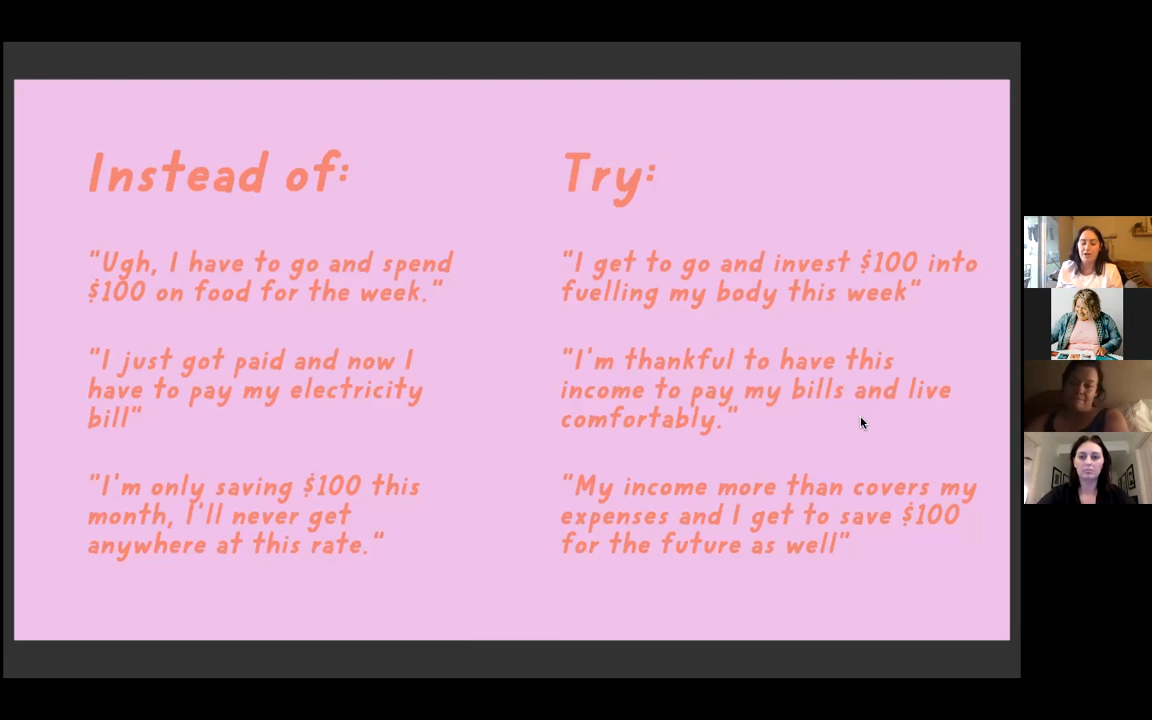 Instead of:
"Ugh, I have to go and spend
$100 on food for the week."
"I just got paid and now I
have to pay my electricity
bill"
"I'm only saving $100 this
month, I'll never get
anywhere at this rate."
Try:
"I get to go and invest $100 into
fuelling my body this week"
"I'm thankful to have this
income to pay my bills and live
comfortably."
"My income more than covers my
expenses and I get to save $100
for the future as well"